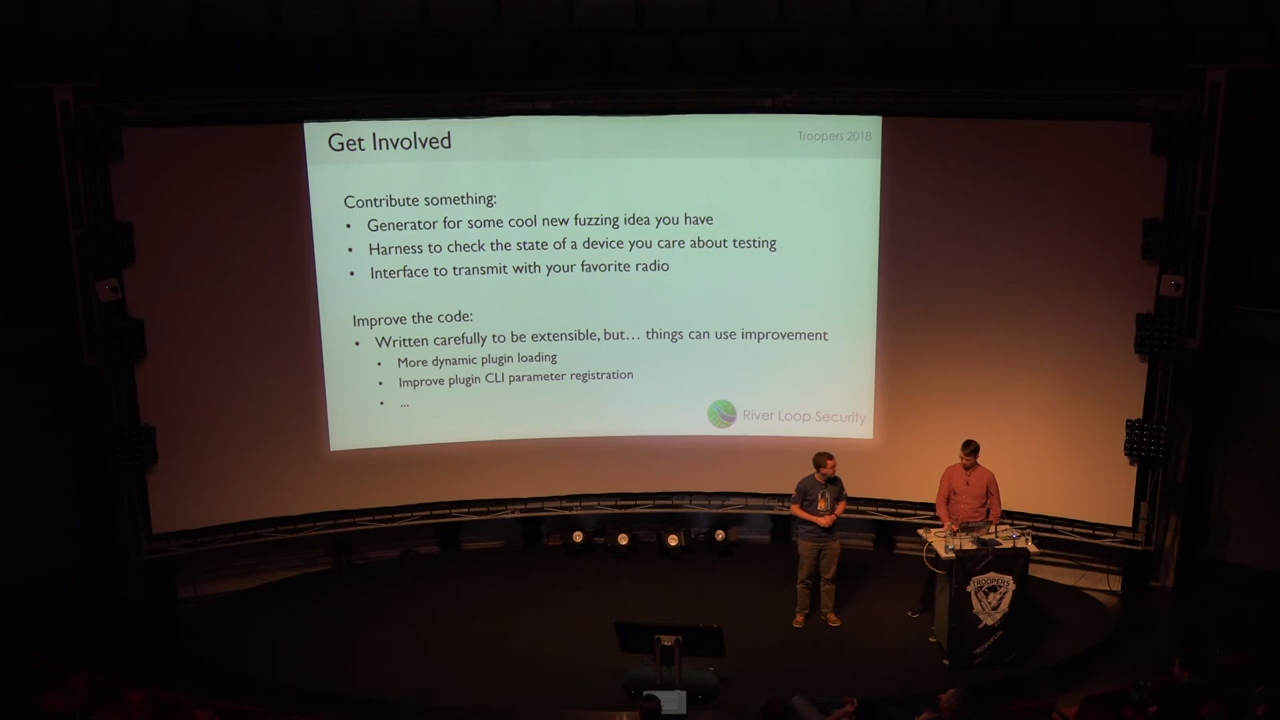 Get Involved
Troopers 2018
Contribute something:
• Generator for some cool new fuzzing idea you have
• Harness to check the state of a device you care about testing
• Interface to transmit with your favorite radio
Improve the code:
• Written carefully to be extensible, but… things can use improvement
• More dynamic plugin loading
• Improve plugin CLI parameter registration
• ...
River Loop Security
TROOPERS